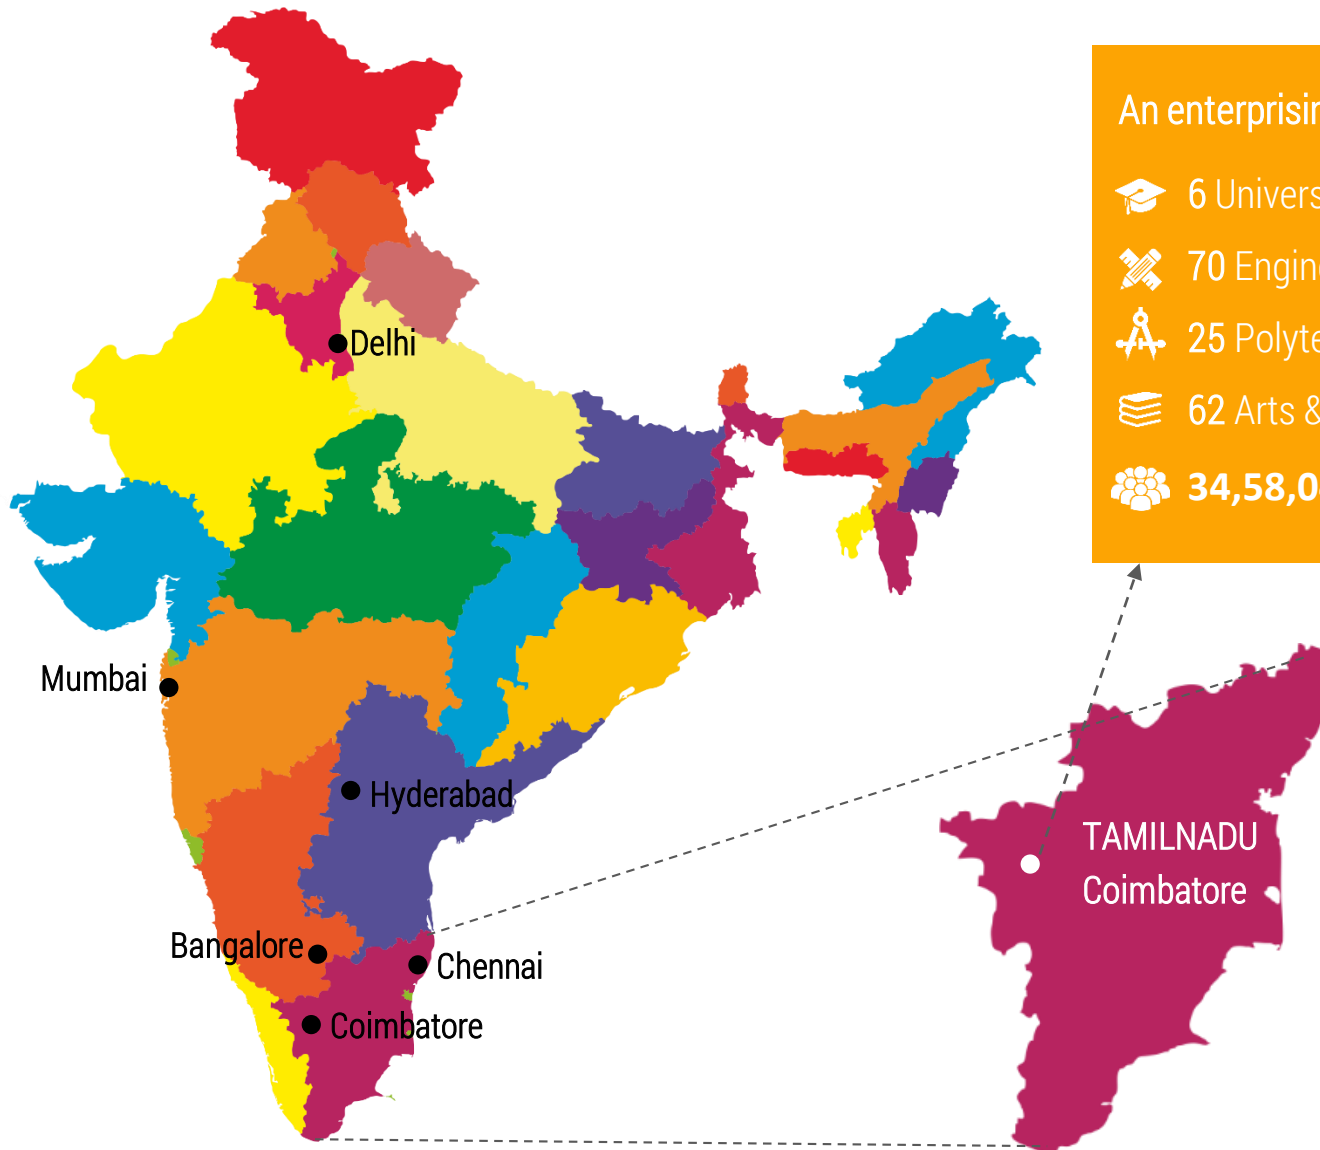 An enterprisin
6 Univers
70 Engin
25 Polyte
62 Arts &
34,58,0
Delhi
Mumbai
Hyderabad
TAMILNADU
Coimbatore
Bangalore
Chennai
Coimbatore